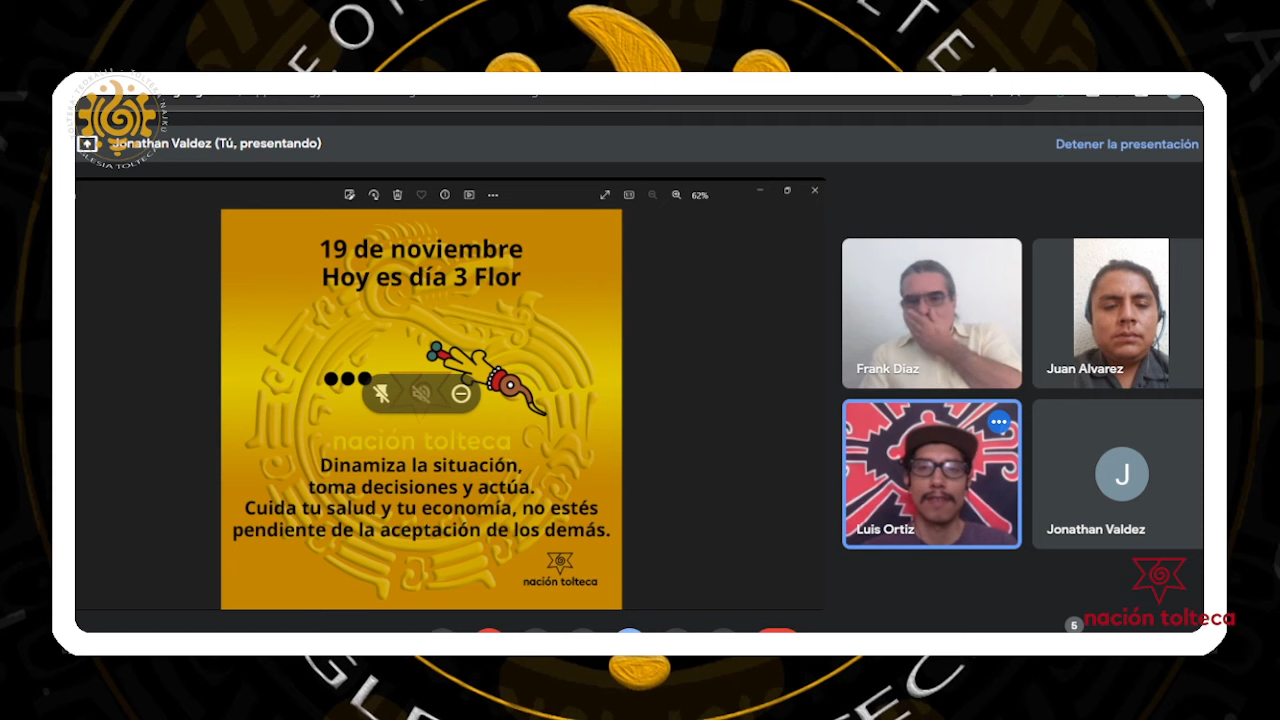 Jonathan Valdez (Tú, presentando)
Detener la presentación
62%
19 de noviembre
Hoy es día 3 Flor
nación tolteca
Dinamiza la situación,
toma decisiones y actúa.
Cuida tu salud y tu economía, no estés
pendiente de la aceptación de los demás.
nación tolteca
Frank Diaz
Juan Alvarez
Luis Ortiz
J
Jonathan Valdez
6
nación tolteca